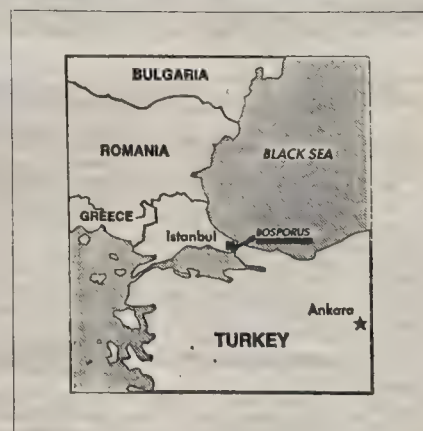 BULGARIA
ROMANIA
BLACK SEA
GREECE
Istanbul
BOSPORUS
Ankara
TURKEY